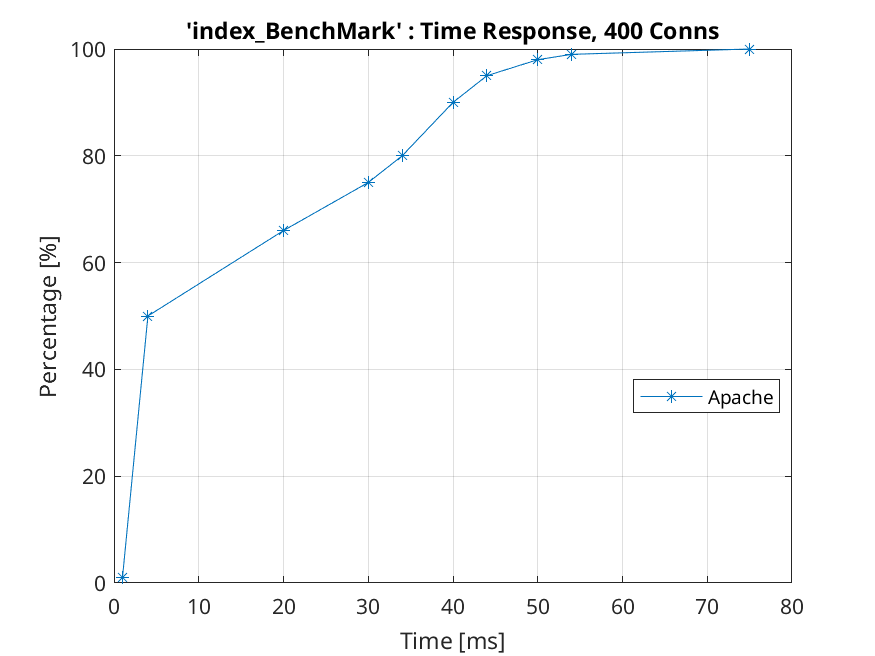 'index_BenchMark' : Time Response, 400 Conns
100
80
60
40
20
0
Percentage [%]
Apache
0 10 20 30 40 50 60 70 80
Time [ms]